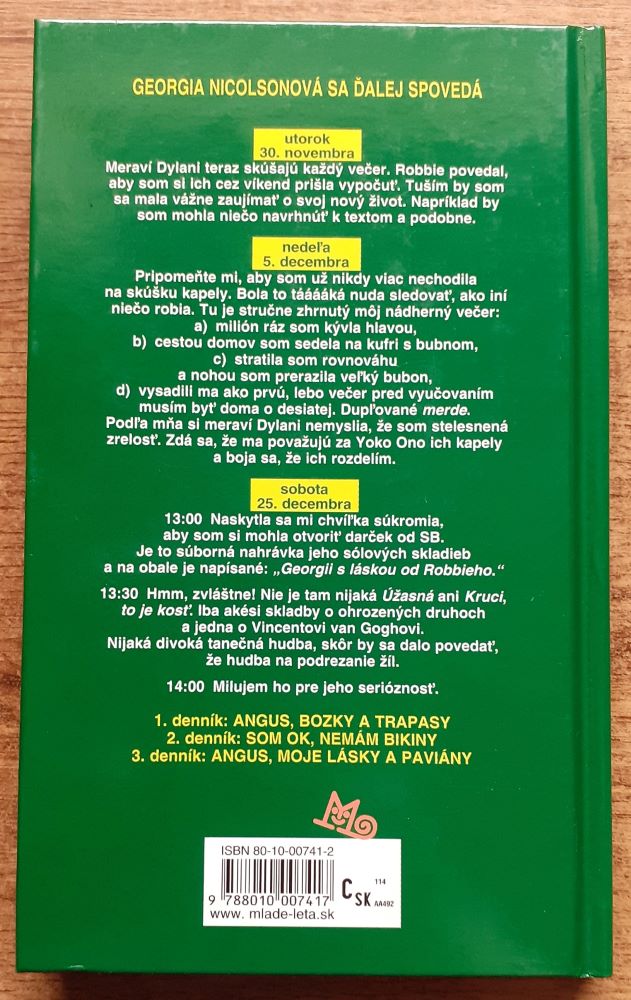 GEORGIA NICOLSONOVÁ SA ĎALEJ SPOVEDÁ
utorok
30. novembra
Meraví Dylani teraz skúšajú každý večer. Robbie povedal,
aby som si ich cez víkend prišla vypočuť. Tuším by som
sa mala vážne zaujímať o svoj nový život. Napríklad by
som mohla niečo navrhnúť k textom a podobne.
nedeľa
5. decembra
Pripomeňte mi, aby som už nikdy viac nechodila
na skúšku kapely. Bola to táááááká nuda sledovať, ako iní
niečo robia. Tu je stručne zhrnutý môj nádherný večer:
a) milión ráz som kývla hlavou,
b) cestou domov som sedela na kufri s bubnom,
c) stratila som rovnováhu
a nohou som prerazila veľký bubon,
d) vysadili ma ako prvú, lebo večer pred vyučovaním
musím byť doma o desiatej. Dupľované merde.
Podľa mňa si meraví Dylani nemyslia, že som stelesnená
zrelosť. Zdá sa, že ma považujú za Yoko Ono ich kapely
a boja sa, že ich rozdelím.
sobota
25. decembra
13:00 Naskytla sa mi chvíľka súkromia,
aby som si mohla otvoriť darček od SB.
Je to súborná nahrávka jeho sólových skladieb
a na obale je napísané: „Georgii s láskou od Robbieho.“
13:30 Hmm, zvláštne! Nie je tam nijaká Úžasná ani Kruci,
to je kosť. Iba akési skladby o ohrozených druhoch
a jedna o Vincentovi van Goghovi.
Nijaká divoká tanečná hudba, skôr by sa dalo povedať,
že hudba na podrezanie žíl.
14:00 Milujem ho pre jeho serióznosť.
1. denník: ANGUS, BOZKY A TRAPASY
2. denník: SOM OK, NEMÁM BIKINY
3. denník: ANGUS, MOJE LÁSKY A PAVIÁNY
ISBN 80-10-00741-2
9 788010 007417
www. mlade-leta.sk
C SK 114
AA492